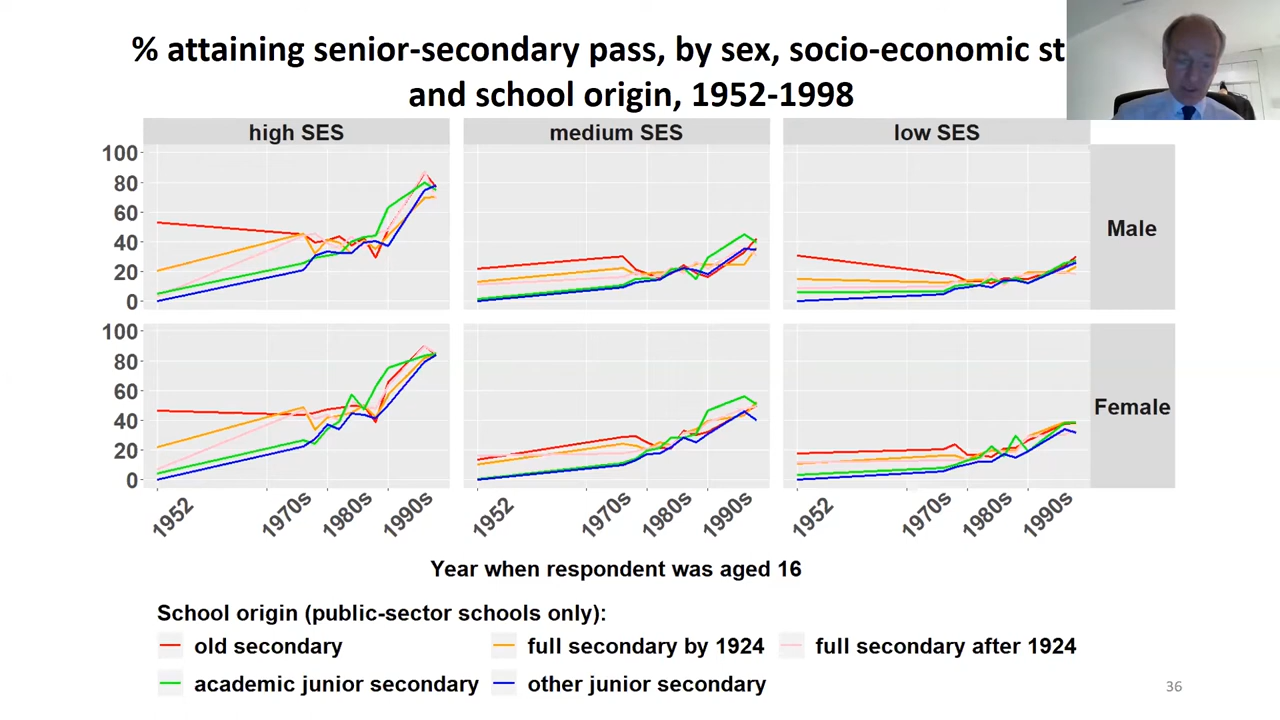 % attaining senior-secondary pass, by sex, socio-economic st
and school origin, 1952-1998
high SES medium SES low SES
100
80
60
40
20
0
Male
100
80
60
40
20
0
Female
1952 1970s 1980s 1990s 1952 1970s 1980s 1990s 1952 1970s 1980s 1990s
Year when respondent was aged 16
School origin (public-sector schools only):
old secondary full secondary by 1924 full secondary after 1924
academic junior secondary other junior secondary
36